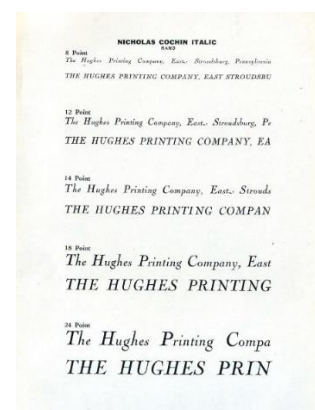 NICHOLAS COCHIN ITALIC
HAND
8 Point
The Hughes Printing Company, East Stroudsburg, Pennsylvania
THE HUGHES PRINTING COMPANY, EAST STROUDSBU
12 Point
The Hughes Printing Company, East Stroudsburg, Pe
THE HUGHES PRINTING COMPANY, EA
14 Point
The Hughes Printing Company, East Strouds
THE HUGHES PRINTING COMPAN
18 Point
The Hughes Printing Company, East
THE HUGHES PRINTING
24 Point
The Hughes Printing Compa
THE HUGHES PRIN